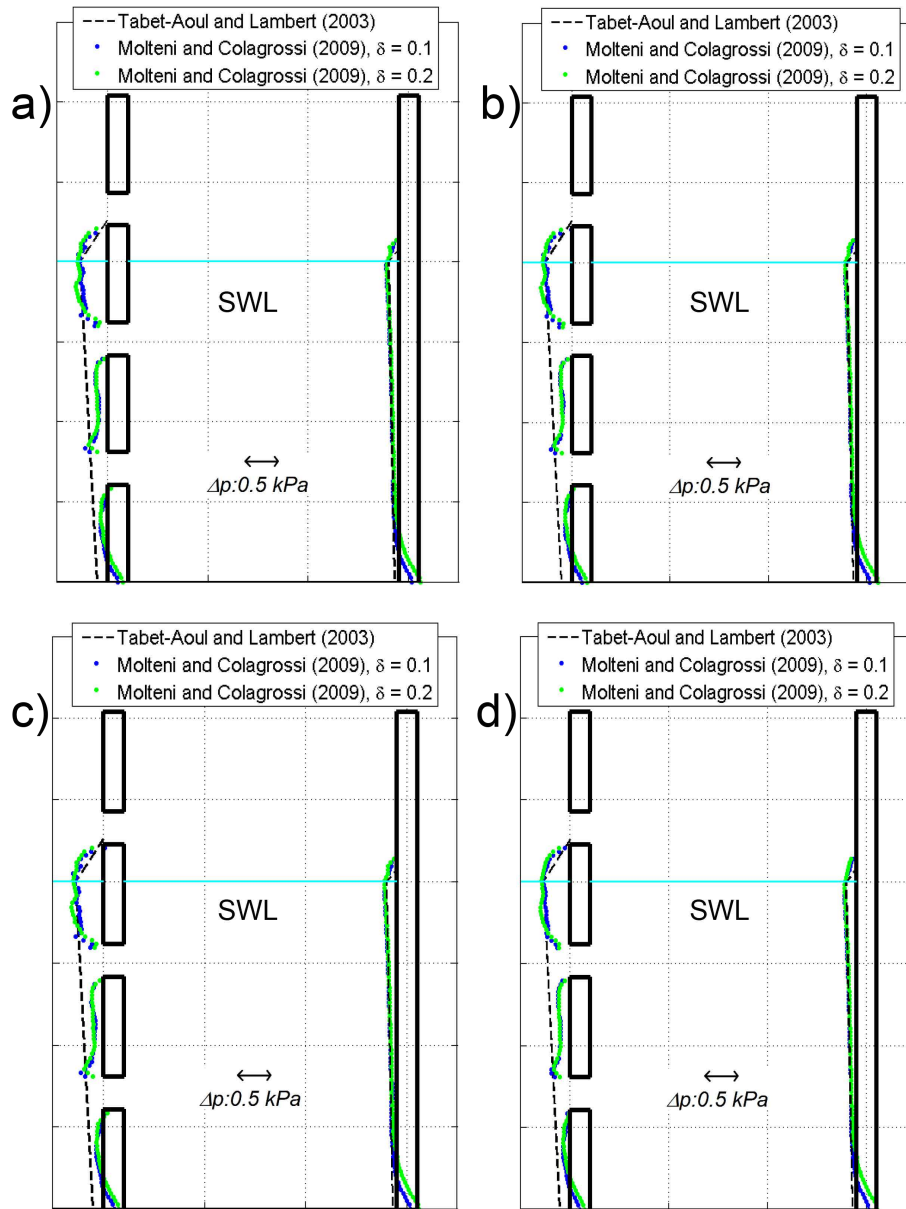 Tabet-Aoul and Lambert (2003)
Molteni and Colagrossi (2009), δ = 0.1
Molteni and Colagrossi (2009), δ = 0.2
a)
SWL
Δp:0.5 kPa
Tabet-Aoul and Lambert (2003)
Molteni and Colagrossi (2009), δ = 0.1
Molteni and Colagrossi (2009), δ = 0.2
b)
SWL
Δp:0.5 kPa
Tabet-Aoul and Lambert (2003)
Molteni and Colagrossi (2009), δ = 0.1
Molteni and Colagrossi (2009), δ = 0.2
c)
SWL
Δp:0.5 kPa
Tabet-Aoul and Lambert (2003)
Molteni and Colagrossi (2009), δ = 0.1
Molteni and Colagrossi (2009), δ = 0.2
d)
SWL
Δp:0.5 kPa